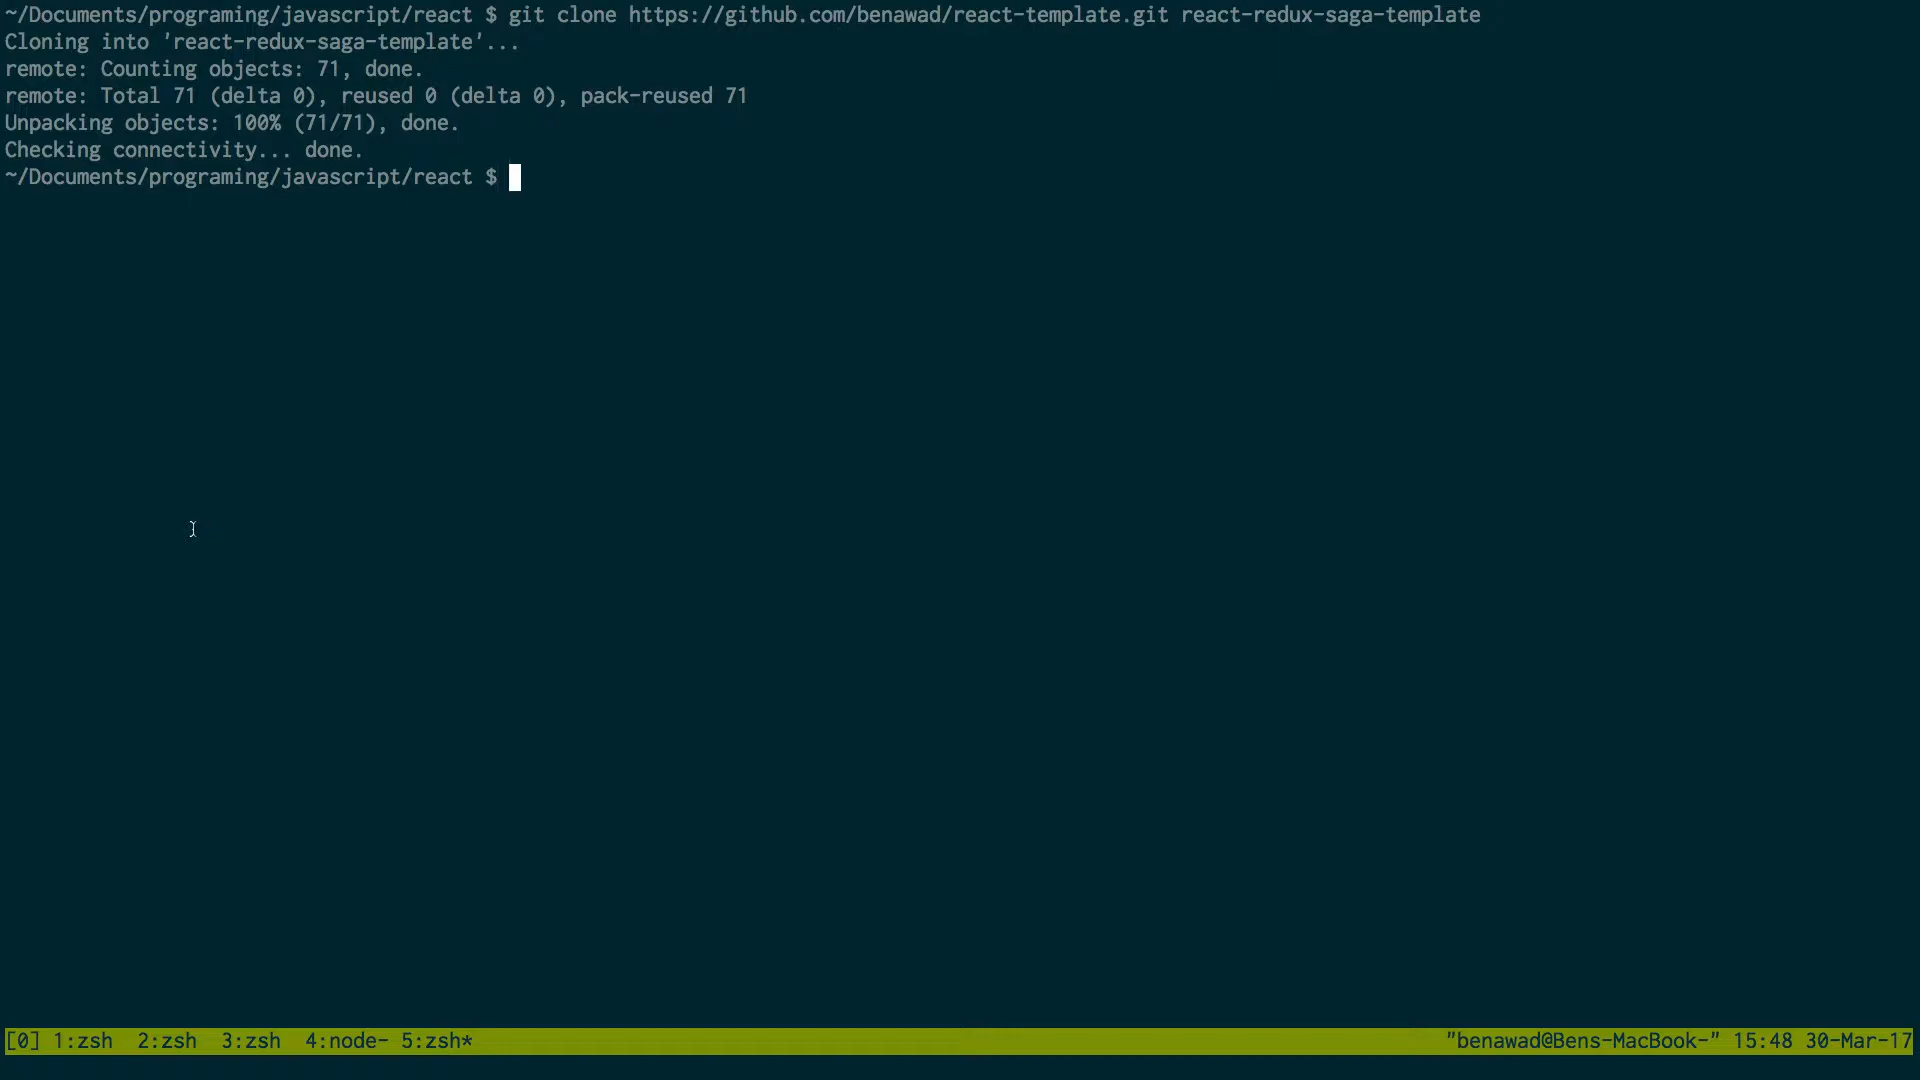 ~/Documents/programing/javascript/react $ git clone https://github.com/benawad/react-template.git react-redux-saga-template
Cloning into 'react-redux-saga-template'...
remote: Counting objects: 71, done.
remote: Total 71 (delta 0), reused 0 (delta 0), pack-reused 71
Unpacking objects: 100% (71/71), done.
Checking connectivity... done.
~/Documents/programing/javascript/react $
[0] 1:zsh  2:zsh  3:zsh  4:node- 5:zsh* "benawad@Bens-MacBook-" 15:48 30-Mar-17